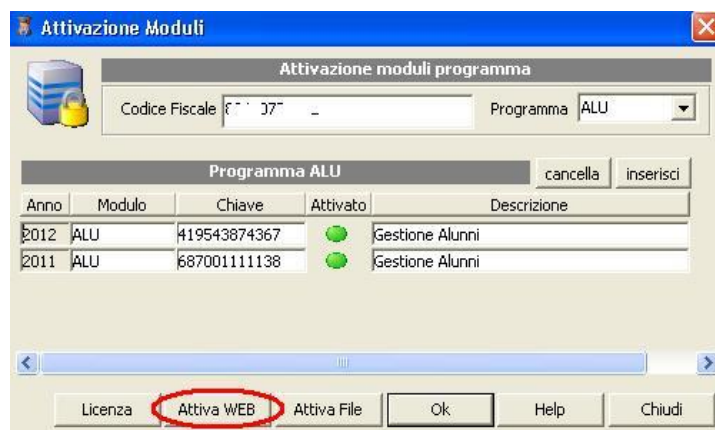 Attivazione Moduli
Attivazione moduli programma
Codice Fiscale Programma ALU
Programma ALU cancella inserisci
Anno Modulo Chiave Attivato Descrizione
2012 ALU 419543874367 Gestione Alunni
2011 ALU 687001111138 Gestione Alunni
Licenza Attiva WEB Attiva File Ok Help Chiudi